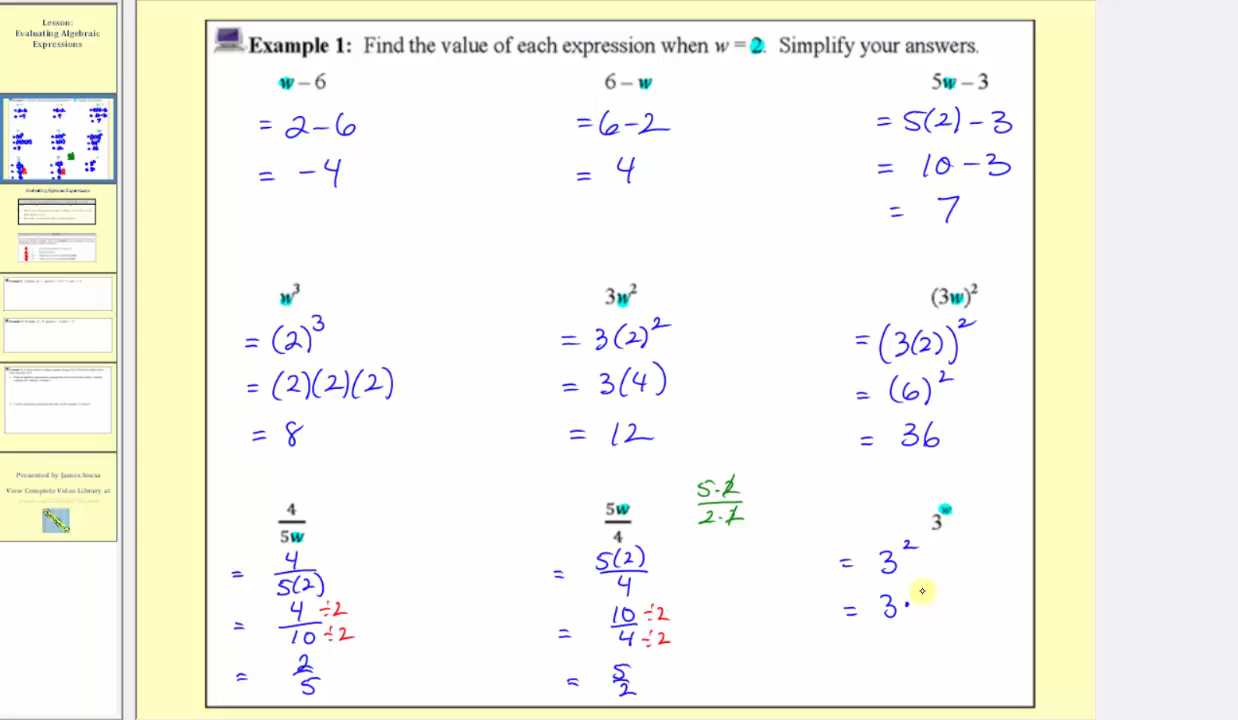 Lesson:
Evaluating Algebraic
Expressions
Evaluating Algebraic Expressions
Presented by James Sousa
View Complete Video Library at
Example 1: Find the value of each expression when w = 2. Simplify your answers.
w – 6
= 2 - 6
= -4
6 – w
= 6 - 2
= 4
5w – 3
= 5(2) - 3
= 10 - 3
= 7
w³
= (2)³
= (2)(2)(2)
= 8
3w²
= 3(2)²
= 3(4)
= 12
(3w)²
= (3(2))²
= (6)²
= 36
4/5w
= 4/5(2)
= 4÷2/10÷2
= 2/5
5w/4
5·2/2·2
= 5(2)/4
= 10÷2/4÷2
= 5/2
3^w
= 3²
= 3·